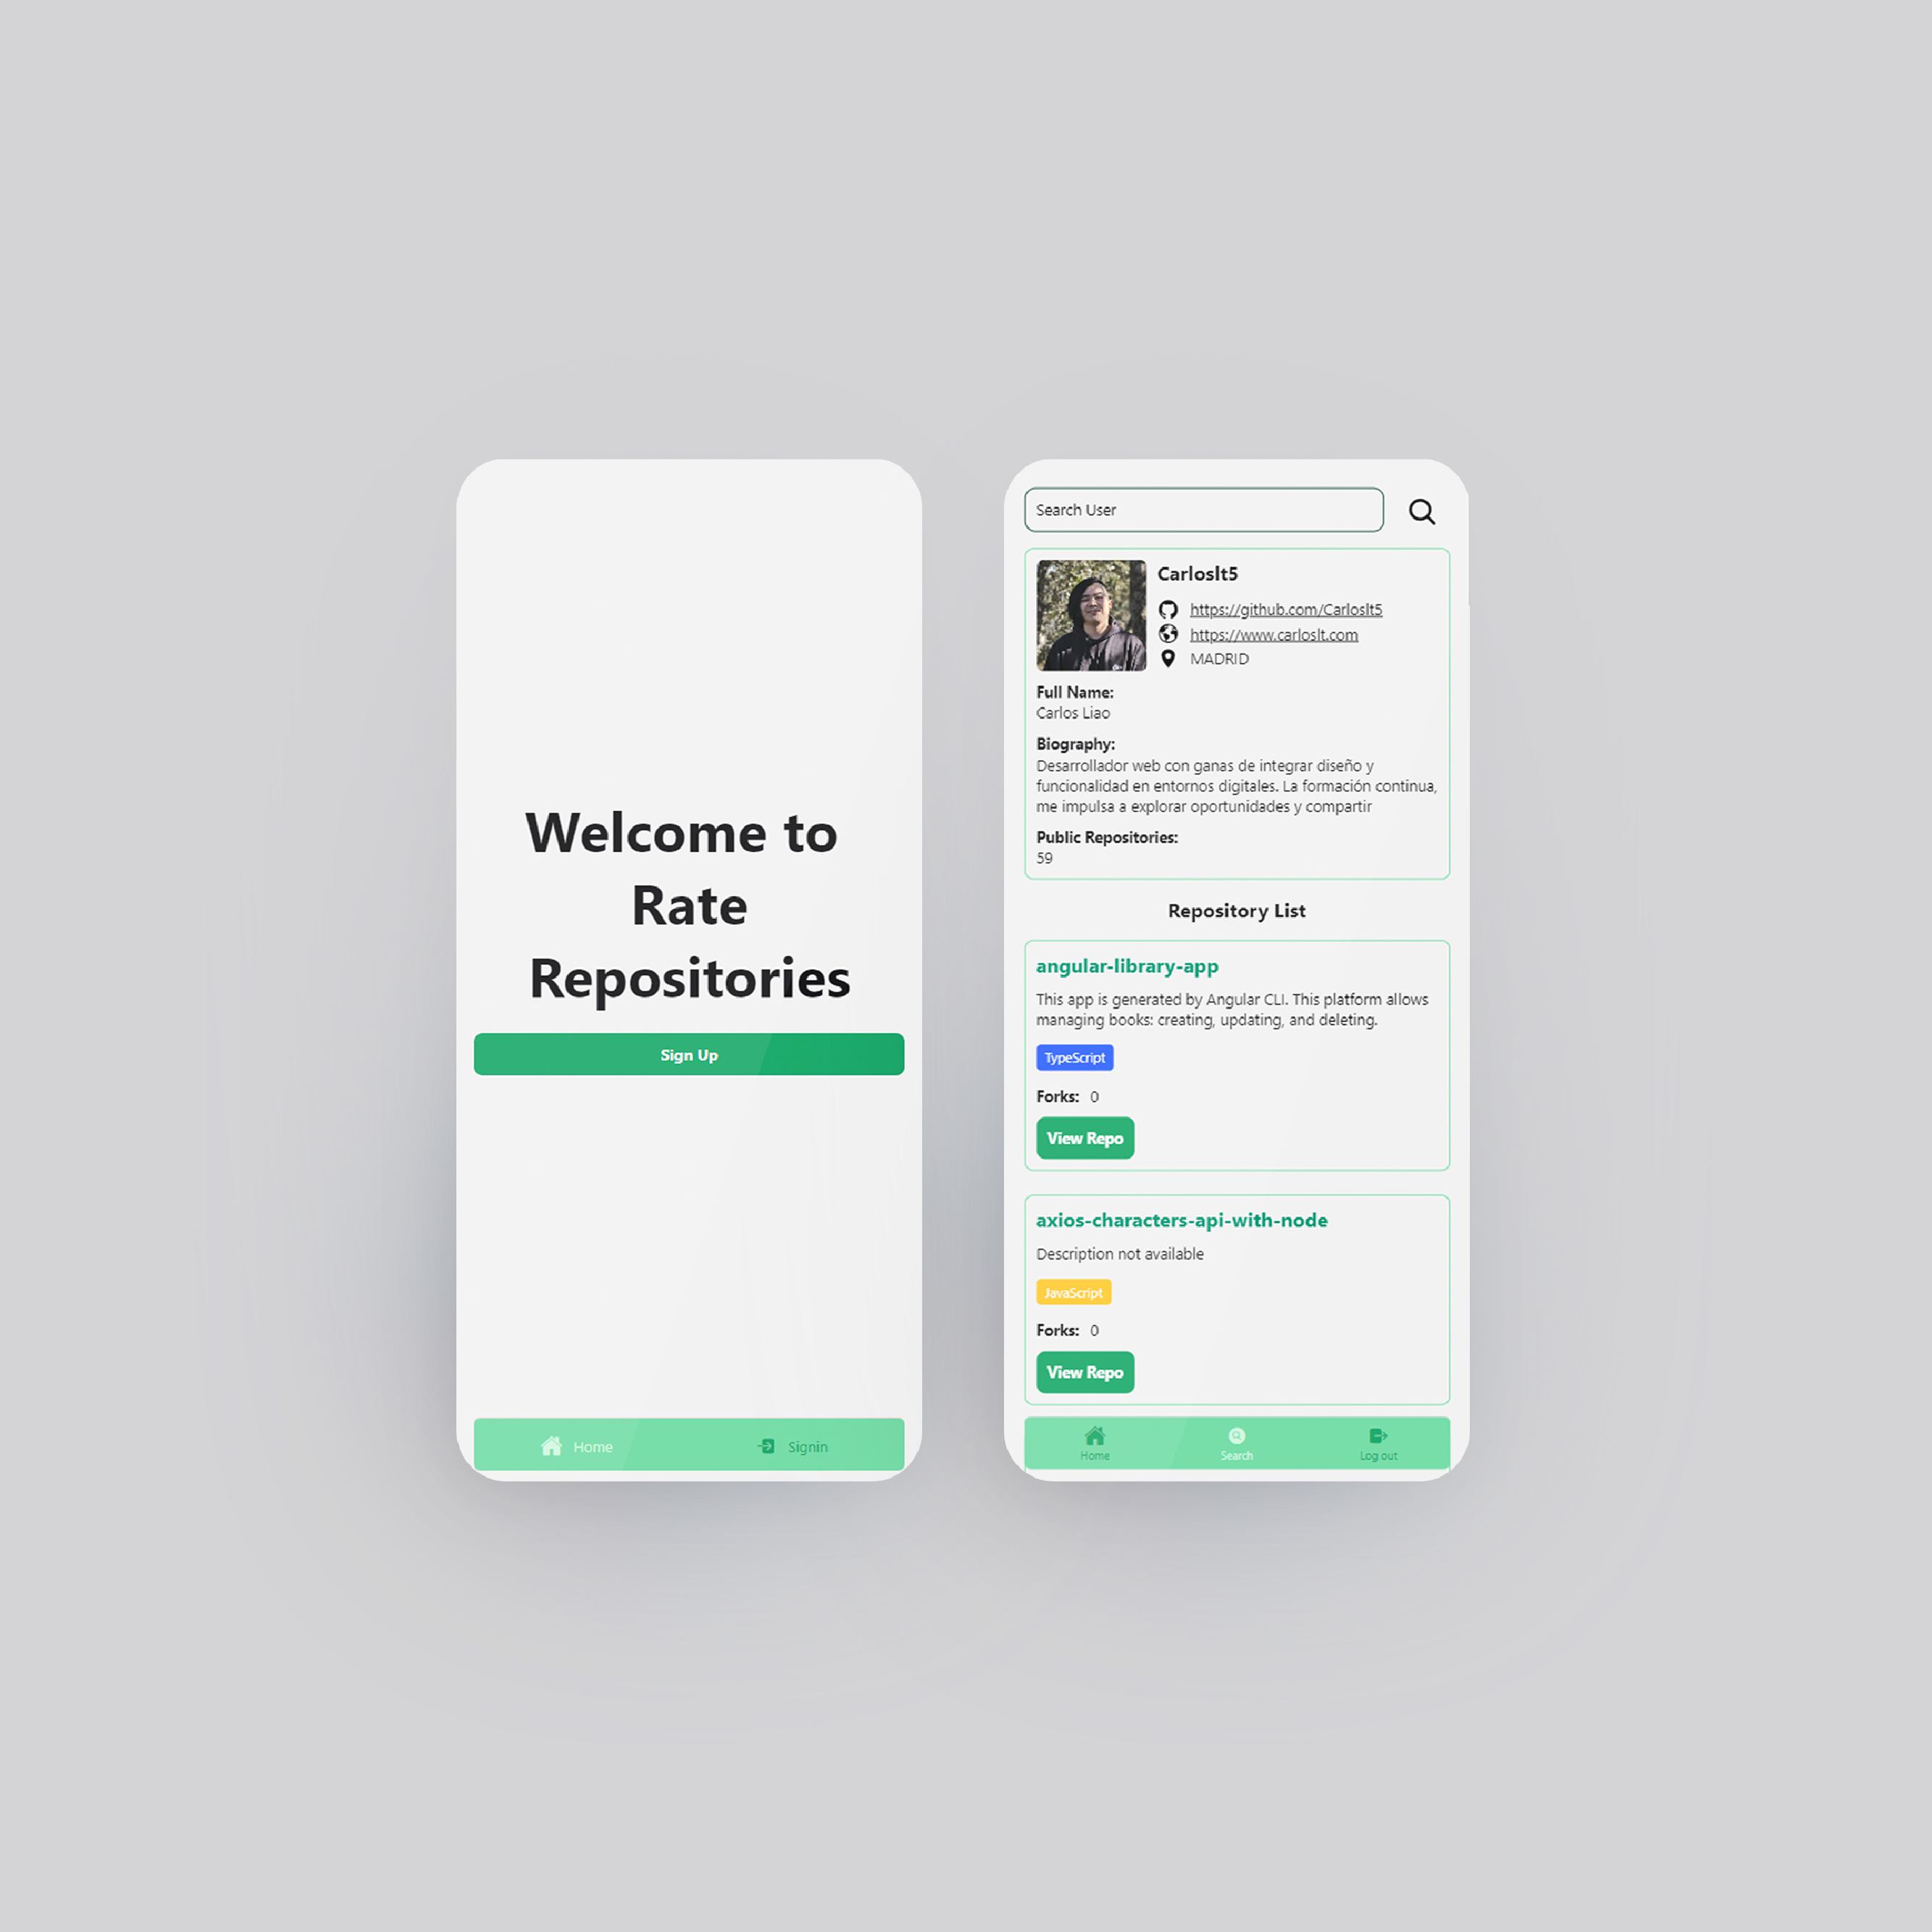 Welcome to
Rate
Repositories
Sign Up
Home
Signin
Search User
Carloslt5
https://github.com/Carloslt5
https://www.carloslt.com
MADRID
Full Name:
Carlos Liao
Biography:
Desarrollador web con ganas de integrar diseño y
funcionalidad en entornos digitales. La formación continua,
me impulsa a explorar oportunidades y compartir
Public Repositories:
59
Repository List
angular-library-app
This app is generated by Angular CLI. This platform allows
managing books: creating, updating, and deleting.
TypeScript
Forks: 0
View Repo
axios-characters-api-with-node
Description not available
JavaScript
Forks: 0
View Repo
Home
Search
Log out